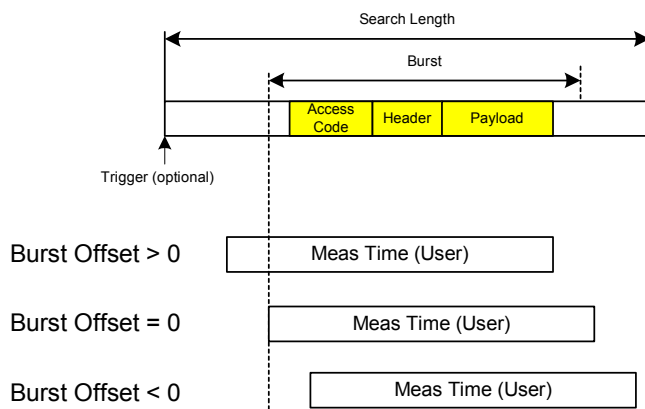 Search Length
Burst
Access
Code
Header
Payload
Trigger (optional)
Burst Offset > 0
Meas Time (User)
Burst Offset = 0
Meas Time (User)
Burst Offset < 0
Meas Time (User)